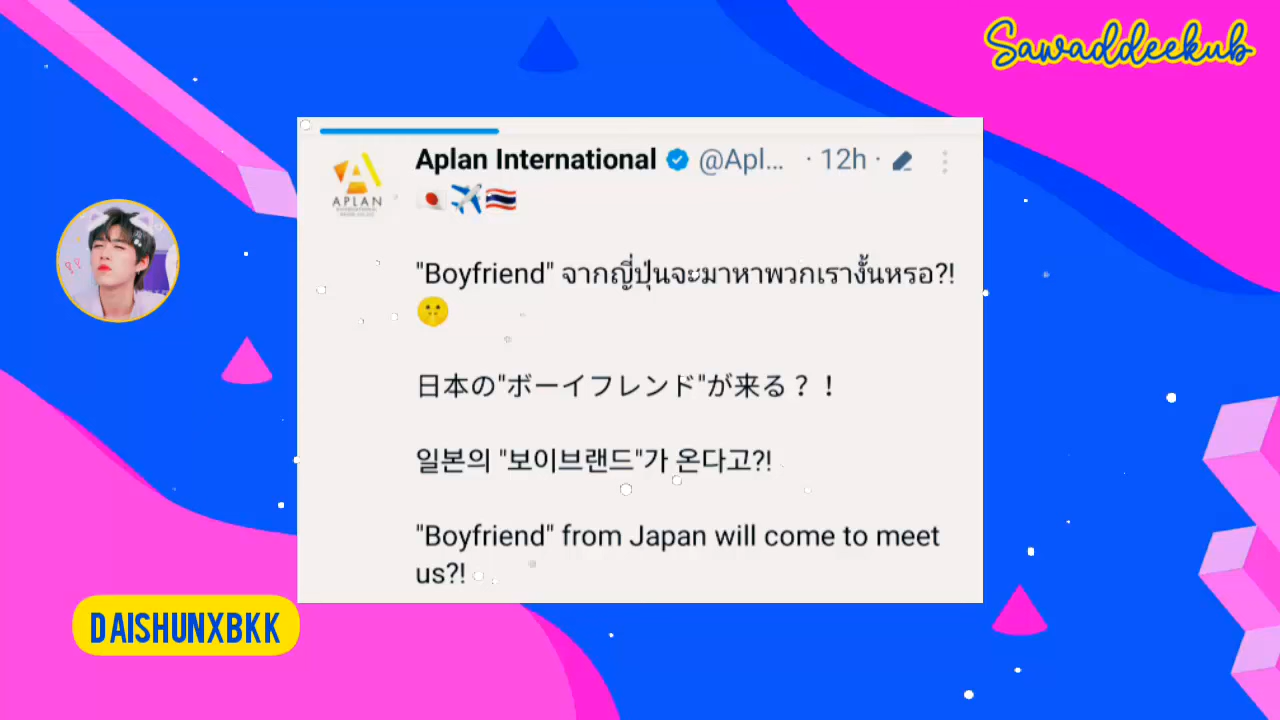 Sawaddeekub
Aplan International @Apl... · 12h ·
APLAN
"Boyfriend" จากญี่ปุ่นจะมาหาพวกเรางั้นหรอ?!
日本の"ボーイフレンド"が来る？！
일본의 "보이브랜드"가 온다고?!
"Boyfriend" from Japan will come to meet
us?!
DAISHUNXBKK